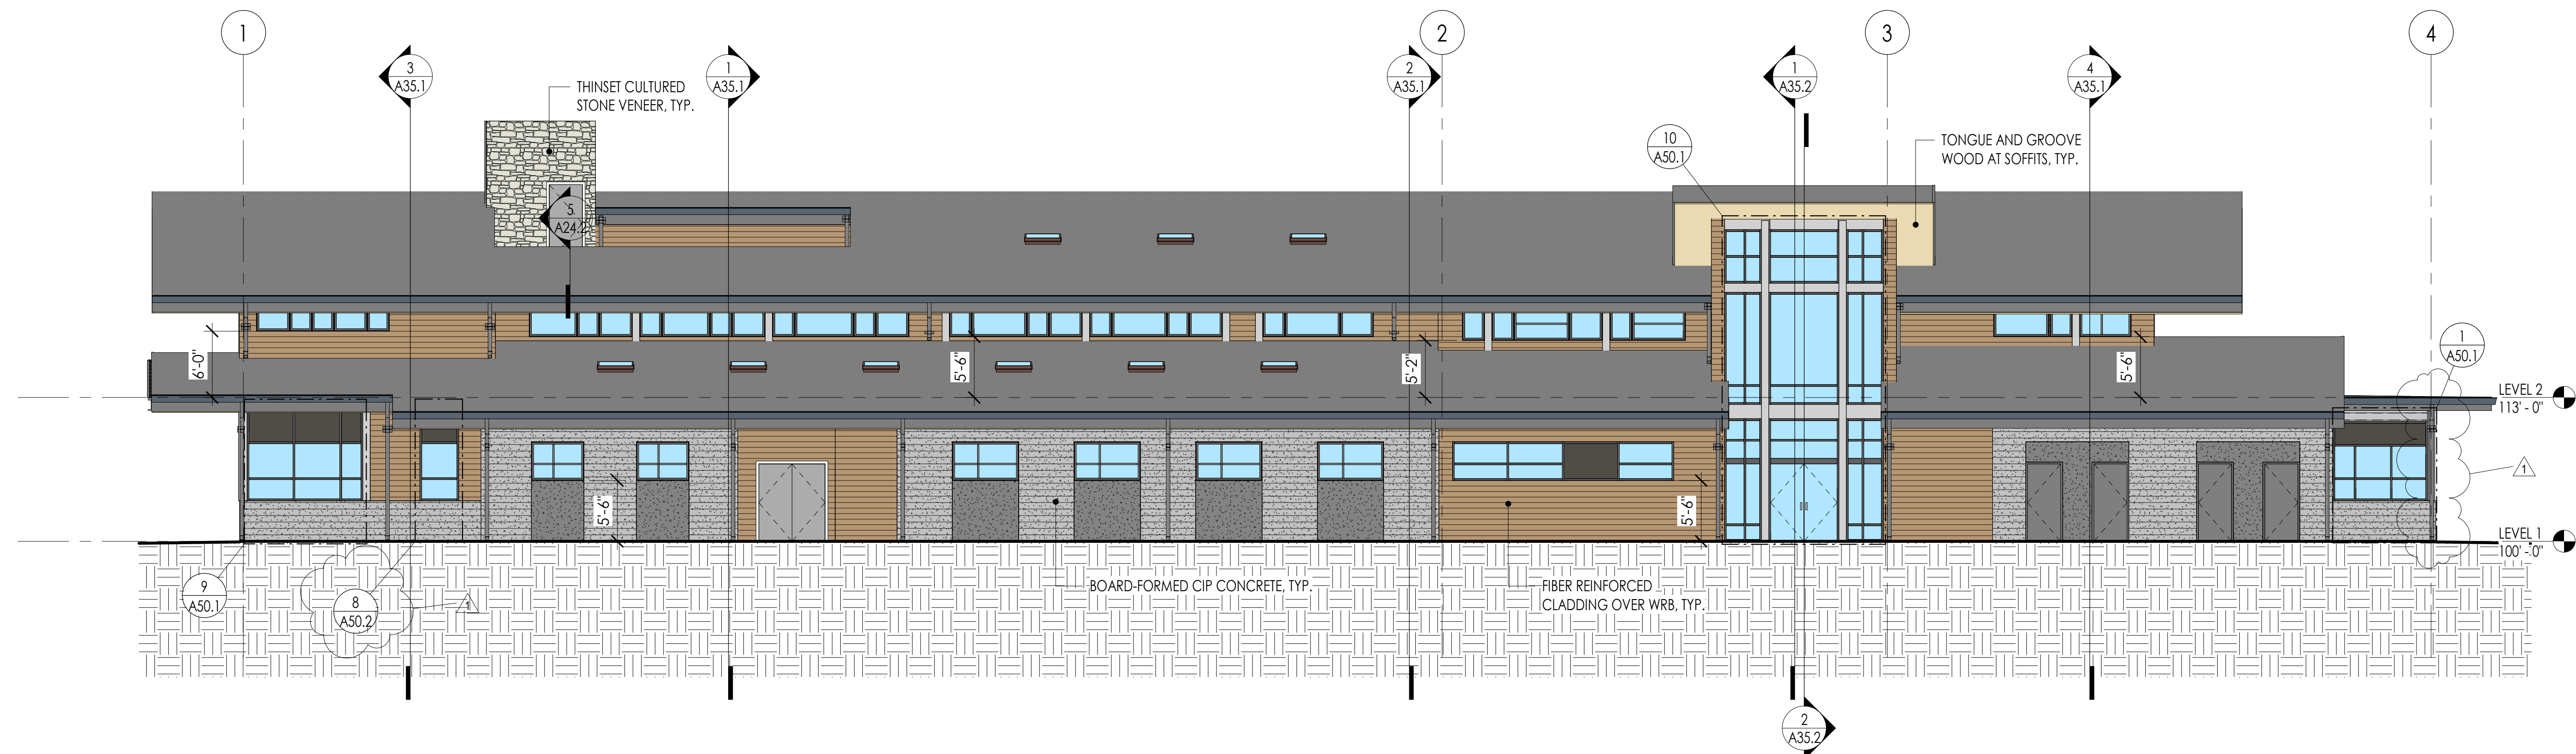 1
2
3
4
3
A35.1
1
A35.1
2
A35.1
1
A35.2
4
A35.1
THINSET CULTURED
STONE VENEER, TYP.
10
A50.1
TONGUE AND GROOVE
WOOD AT SOFFITS, TYP.
5
A24.2
6'-0"
5'-6"
5'-2"
5'-6"
1
A50.1
LEVEL 2
113' - 0"
5'-6"
5'-6"
1
LEVEL 1
100' - 0"
9
A50.1
8
A50.2
1
BOARD-FORMED CIP CONCRETE, TYP.
FIBER REINFORCED
CLADDING OVER WRB, TYP.
2
A35.2